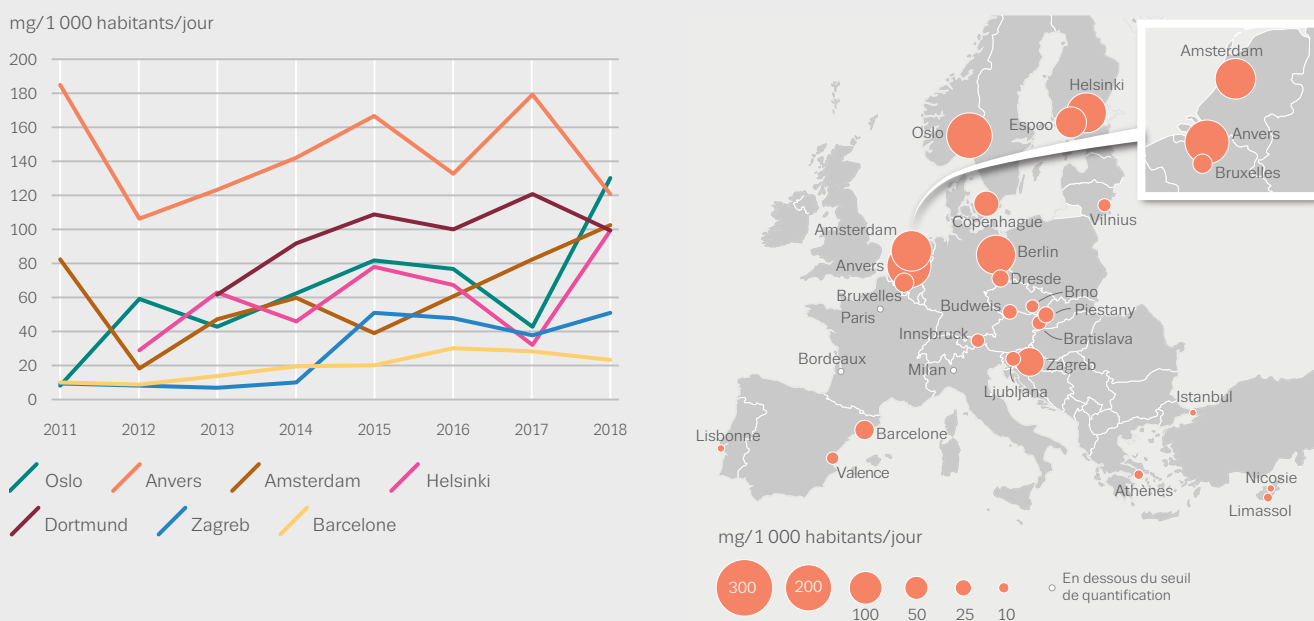 mg/1 000 habitants/jour
200
180
160
140
120
100
80
60
40
20
0
2011 2012 2013 2014 2015 2016 2017 2018
Oslo Anvers Amsterdam Helsinki
Dortmund Zagreb Barcelone
Amsterdam
Anvers
Bruxelles
Helsinki
Espoo
Oslo
Vilnius
Copenhague
Amsterdam
Berlin
Anvers
Dresde
Bruxelles
Brno
Budweis
Piestany
Paris
Innsbruck
Bratislava
Bordeaux
Milan
Zagreb
Ljubljana
Istanbul
Lisbonne
Barcelone
Valence
Athènes
Nicosie
Limassol
mg/1 000 habitants/jour
300 200
100 50 25 10
En dessous du seuil
de quantification